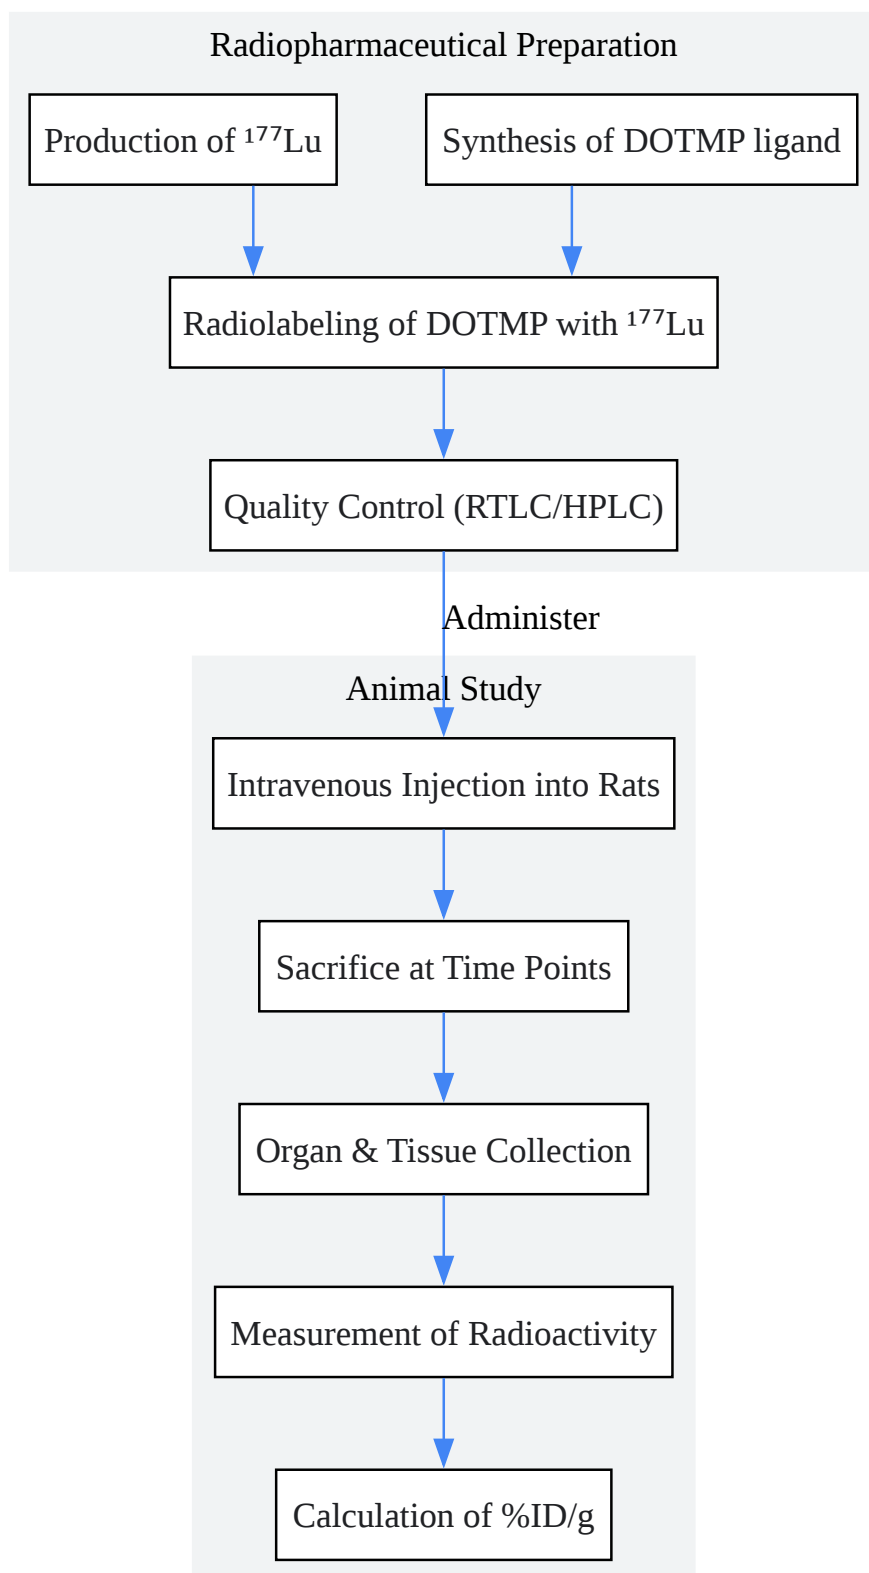 Radiopharmaceutical Preparation
Production of ¹⁷⁷Lu
Synthesis of DOTMP ligand
Radiolabeling of DOTMP with ¹⁷⁷Lu
Quality Control (RTLC/HPLC)
Administer
Animal Study
Intravenous Injection into Rats
Sacrifice at Time Points
Organ & Tissue Collection
Measurement of Radioactivity
Calculation of %ID/g